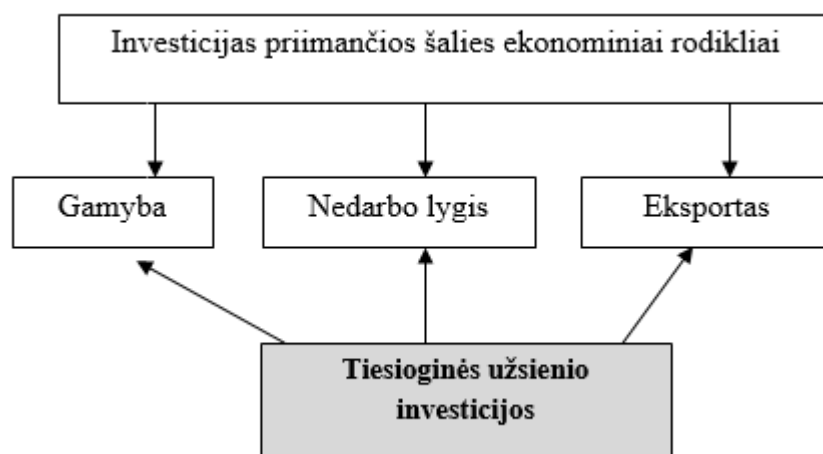 Investicijas priimančios šalies ekonominiai rodikliai
Gamyba
Nedarbo lygis
Eksportas
Tiesioginės užsienio
investicijos